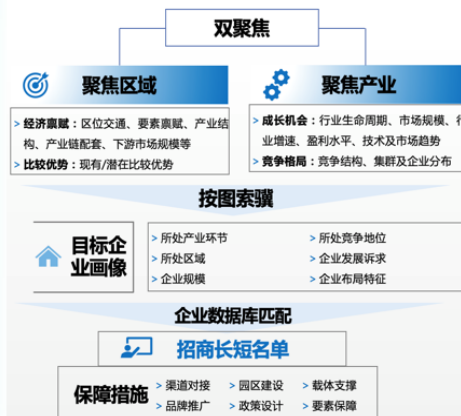 双聚焦
聚焦区域
> 经济禀赋：区位交通、要素禀赋、产业结
构、产业链配套、下游市场规模等
> 比较优势：现有/潜在比较优势
聚焦产业
> 成长机会：行业生命周期、市场规模、行
业增速、盈利水平、技术及市场趋势
> 竞争格局：竞争结构、集群及企业分布
按图索骥
目标企
业画像
> 所处产业环节
> 所处区域
> 企业规模
> 所处竞争地位
> 企业发展诉求
> 企业布局特征
企业数据库匹配
招商长短名单
保障措施
> 渠道对接 > 园区建设 > 载体支撑
> 品牌推广 > 政策设计 > 要素保障